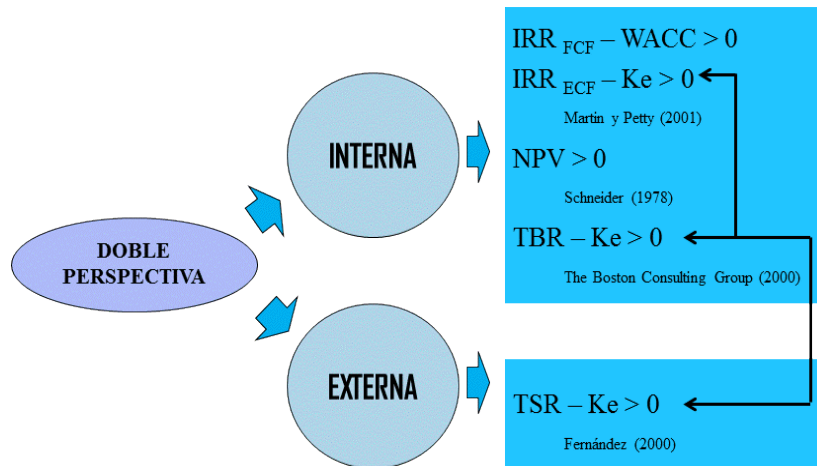 DOBLE
PERSPECTIVA
INTERNA
IRR FCF – WACC > 0
IRR ECF – Ke > 0
Martin y Petty (2001)
NPV > 0
Schneider (1978)
TBR – Ke > 0
The Boston Consulting Group (2000)
EXTERNA
TSR – Ke > 0
Fernández (2000)